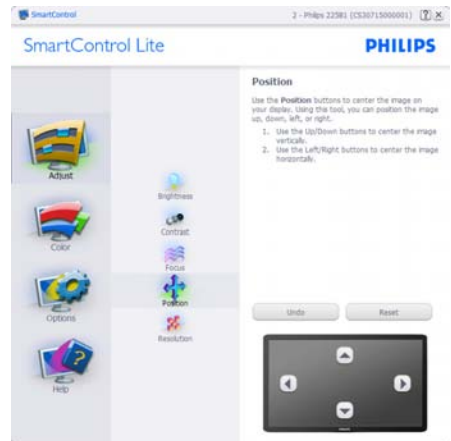 SmartControl
2 - Philips 225B1 (CS30715000001)
SmartControl Lite
PHILIPS
Adjust
Color
Options
Help
Brightness
Contrast
Focus
Position
Resolution
Position
Use the Position buttons to center the image on
your display. Using this tool, you can position the image
up, down, left, or right.
1. Use the Up/Down buttons to center the image
vertically.
2. Use the Left/Right buttons to center the image
horizontally.
Undo
Reset